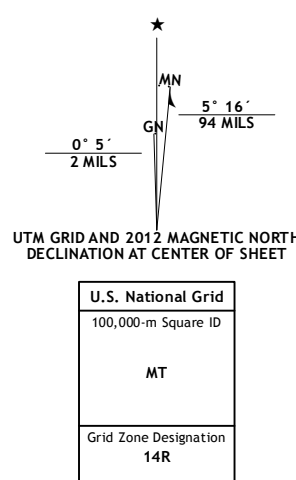 MN
5° 16´
94 MILS
GN
0° 5´
2 MILS
UTM GRID AND 2012 MAGNETIC NORTH
DECLINATION AT CENTER OF SHEET
U.S. National Grid
100,000-m Square ID
MT
Grid Zone Designation
14R